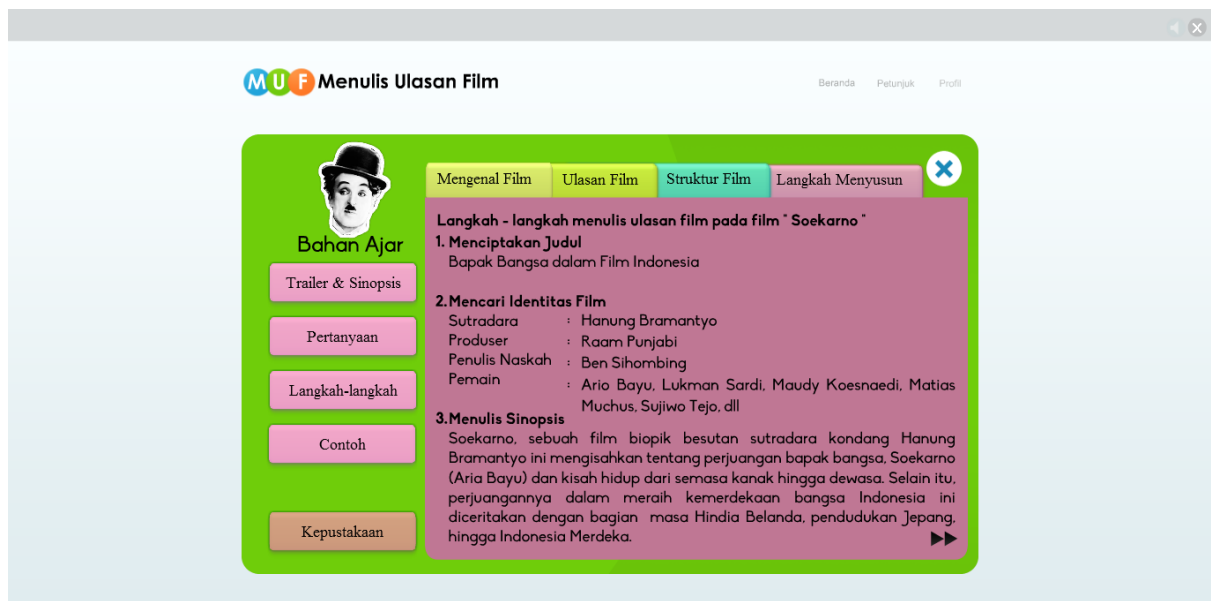 MUF Menulis Ulasan Film
Beranda Petunjuk Profil
Bahan Ajar
Trailer & Sinopsis
Pertanyaan
Langkah-langkah
Contoh
Kepustakaan
Mengenal Film Ulasan Film Struktur Film Langkah Menyusun
Langkah - langkah menulis ulasan film pada film " Soekarno "
1. Menciptakan Judul
Bapak Bangsa dalam Film Indonesia
2. Mencari Identitas Film
Sutradara : Hanung Bramantyo
Produser : Raam Punjabi
Penulis Naskah : Ben Sihombing
Pemain : Ario Bayu, Lukman Sardi, Maudy Koesnaedi, Matias
Muchus, Sujiwo Tejo, dll
3. Menulis Sinopsis
Soekarno, sebuah film biopik besutan sutradara kondang Hanung
Bramantyo ini mengisahkan tentang perjuangan bapak bangsa, Soekarno
(Aria Bayu) dan kisah hidup dari semasa kanak hingga dewasa. Selain itu,
perjuangannya dalam meraih kemerdekaan bangsa Indonesia ini
diceritakan dengan bagian masa Hindia Belanda, pendudukan Jepang,
hingga Indonesia Merdeka.